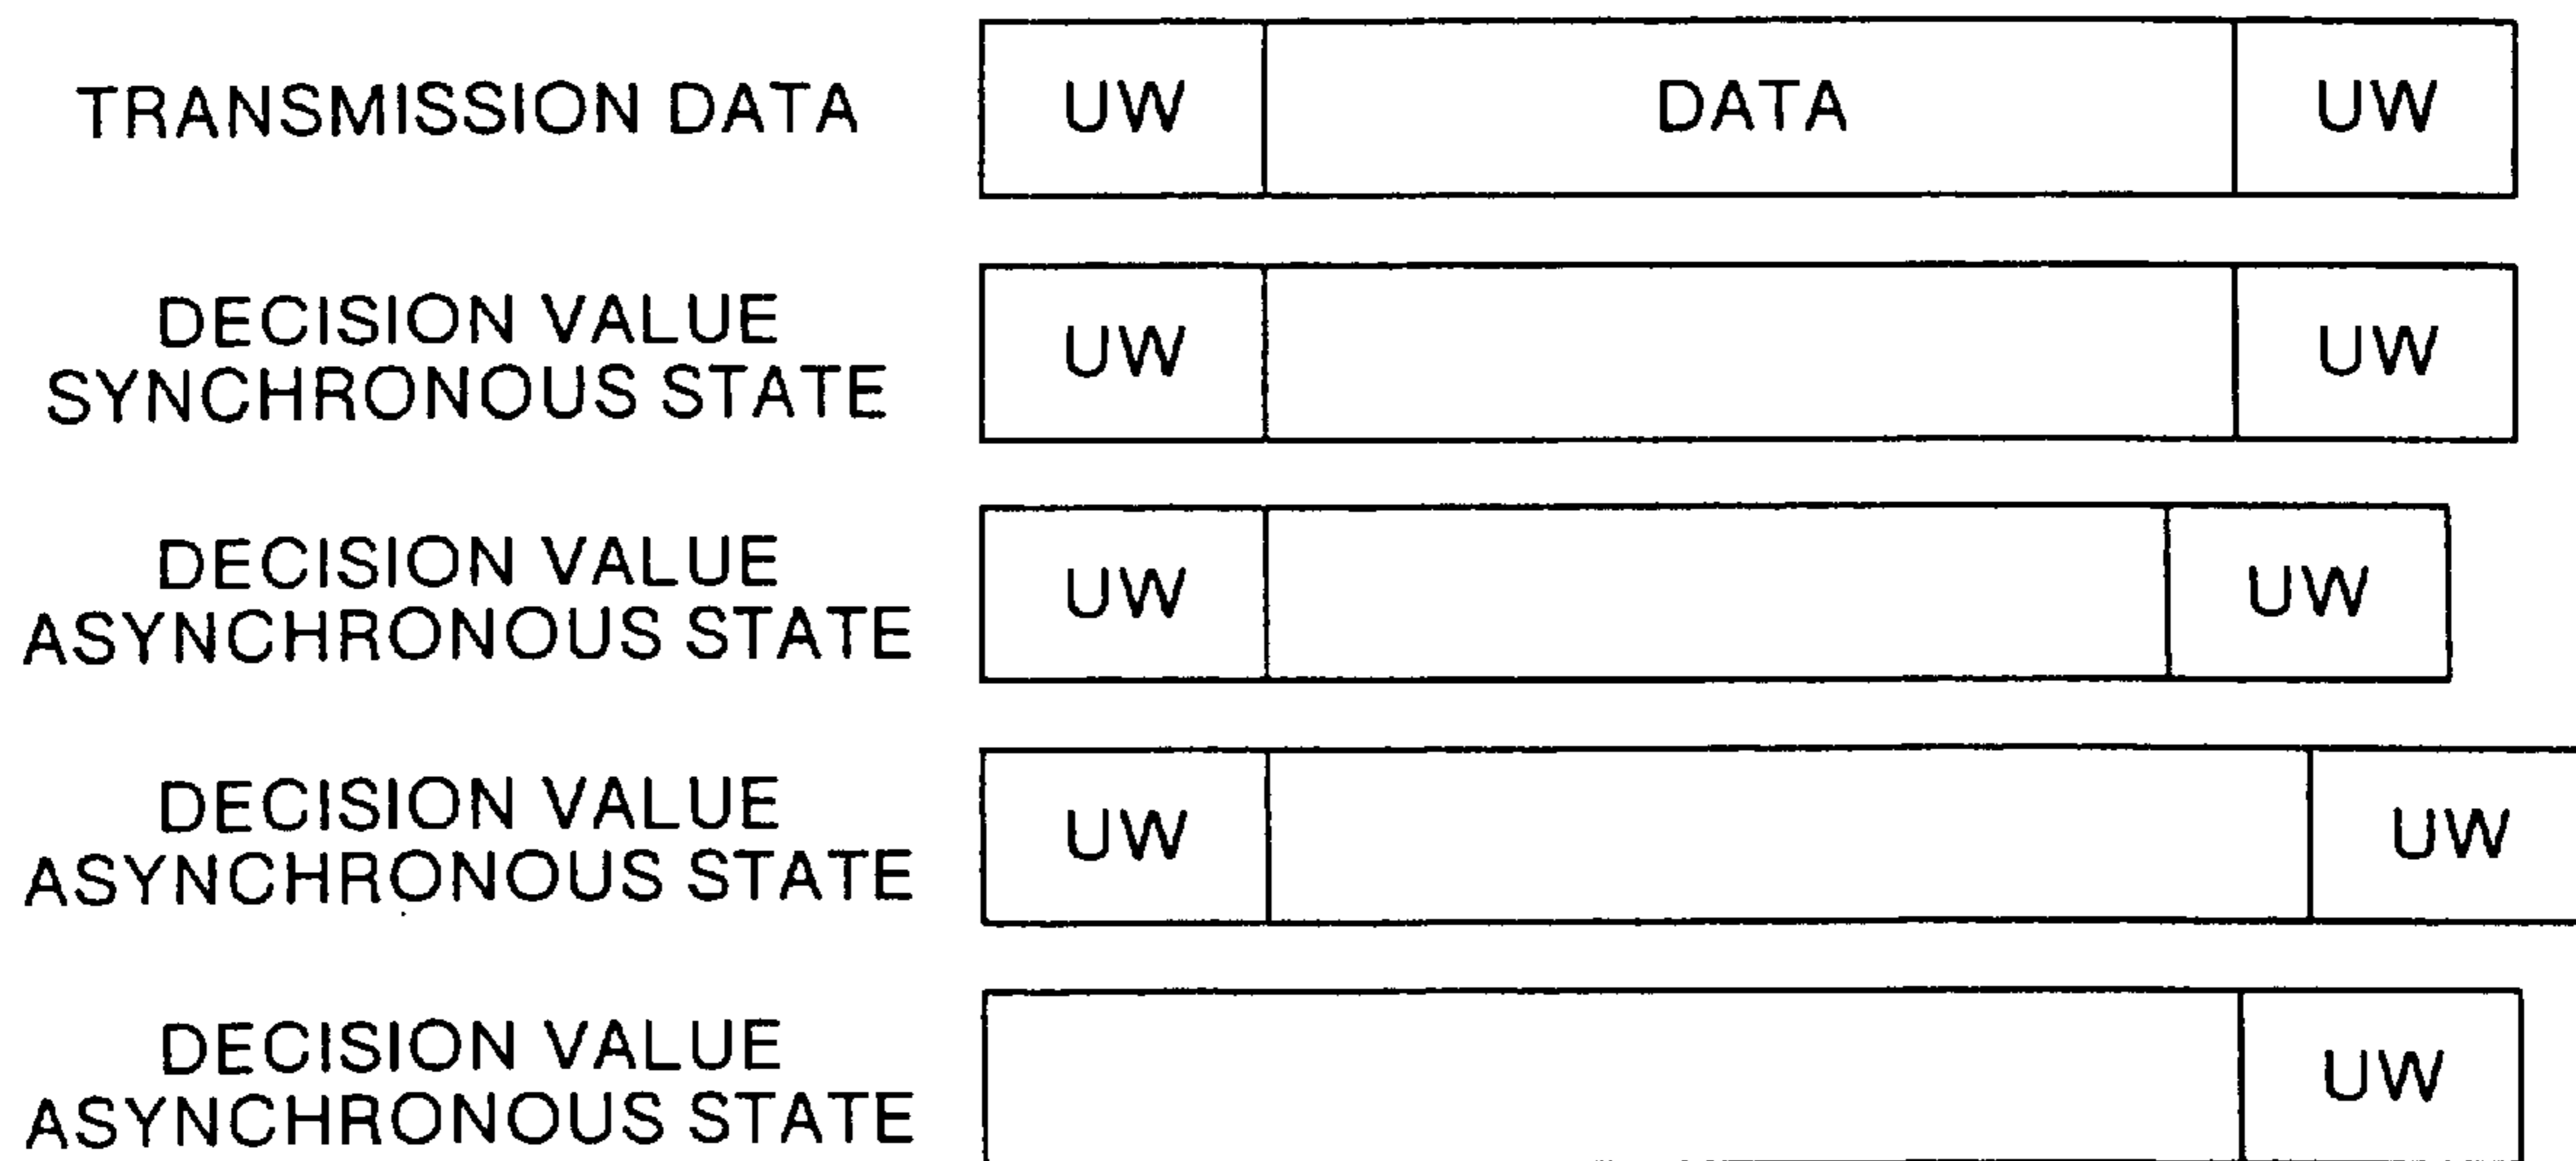 TRANSMISSION DATA
UW DATA UW
DECISION VALUE
SYNCHRONOUS STATE
UW UW
DECISION VALUE
ASYNCHRONOUS STATE
UW UW
DECISION VALUE
ASYNCHRONOUS STATE
UW UW
DECISION VALUE
ASYNCHRONOUS STATE
UW